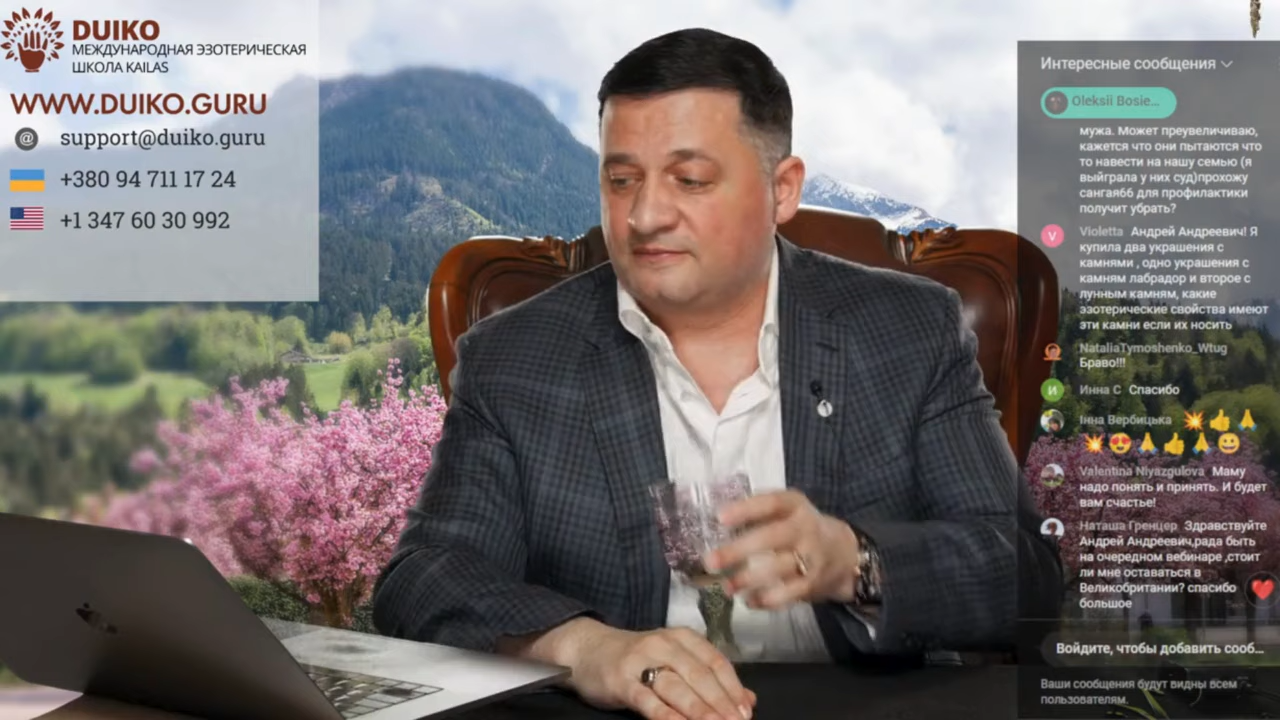 DUIKO
МЕЖДУНАРОДНАЯ ЭЗОТЕРИЧЕСКАЯ
ШКОЛА KAILAS
WWW.DUIKO.GURU
@ support@duiko.guru
+380 94 711 17 24
+1 347 60 30 992
Интересные сообщения
Oleksii Bosie...
мужа. Может преувеличиваю,
кажется что они пытаются что
то навести на нашу семью (я
выйграла у них суд)прохожу
сангая66 для профилактики
получит убрать?
V Violetta Андрей Андреевич! Я
купила два украшения с
камнями , одно украшения с
камням лабрадор и второе с
лунным камням, какие
эзотерические свойства имеют
эти камни если их носить
NataliaTymoshenko_Wtug
Браво!!!
И Инна С Спасибо
Інна Вербицька 💥👍🙏
💥😍🙏👍🙏😀
Valentina Niyazgulova Маму
надо понять и принять. И будет
вам счастье!
Наташа Гренцер Здравствуйте
Андрей Андреевич,рада быть
на очередном вебинаре ,стоит
ли мне оставаться в
Великобритании? спасибо
большое
Войдите, чтобы добавить сооб...
Ваши сообщения будут видны всем
пользователям.